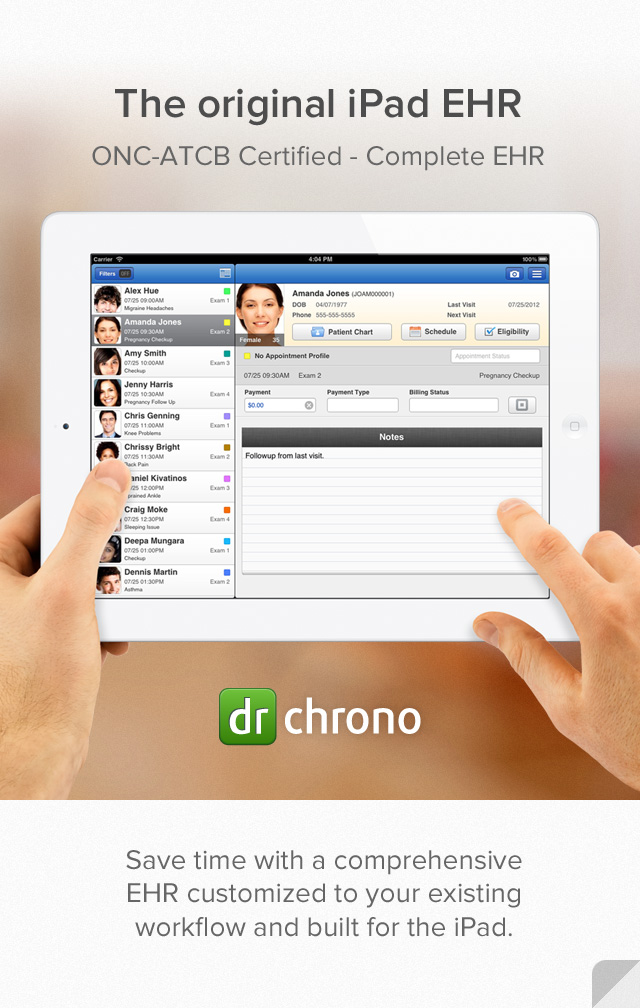 The original iPad EHR
ONC-ATCB Certified - Complete EHR
Carrier
4:04 PM
100%
Filters OFF
Alex Hue
07/25 09:00AM Exam 1
Migraine Headaches
Amanda Jones
07/25 09:30AM Exam 2
Pregnancy Checkup
Amy Smith
07/25 10:00AM Exam 3
Checkup
Jenny Harris
07/25 10:30AM Exam 4
Pregnancy Follow Up
Chris Genning
07/25 11:00AM Exam 1
Knee Problems
Chrissy Bright
07/25 11:30AM Exam 2
Back Pain
aniel Kivatinos
07/25 12:00PM Exam 3
prained Ankle
Craig Moke
07/25 12:30PM Exam 4
Sleeping Issue
Deepa Mungara
07/25 01:00PM Exam 1
Checkup
Dennis Martin
07/25 01:30PM Exam 2
Asthma
Female 35
Amanda Jones (JOAM000001)
DOB 04/07/1977 Last Visit 07/25/2012
Phone 555-555-5555 Next Visit
Patient Chart Schedule Eligibility
No Appointment Profile Appointment Status
07/25 09:30AM Exam 2 Pregnancy Checkup
Payment Payment Type Billing Status
$0.00
Notes
Followup from last visit.
dr chrono
Save time with a comprehensive
EHR customized to your existing
workflow and built for the iPad.